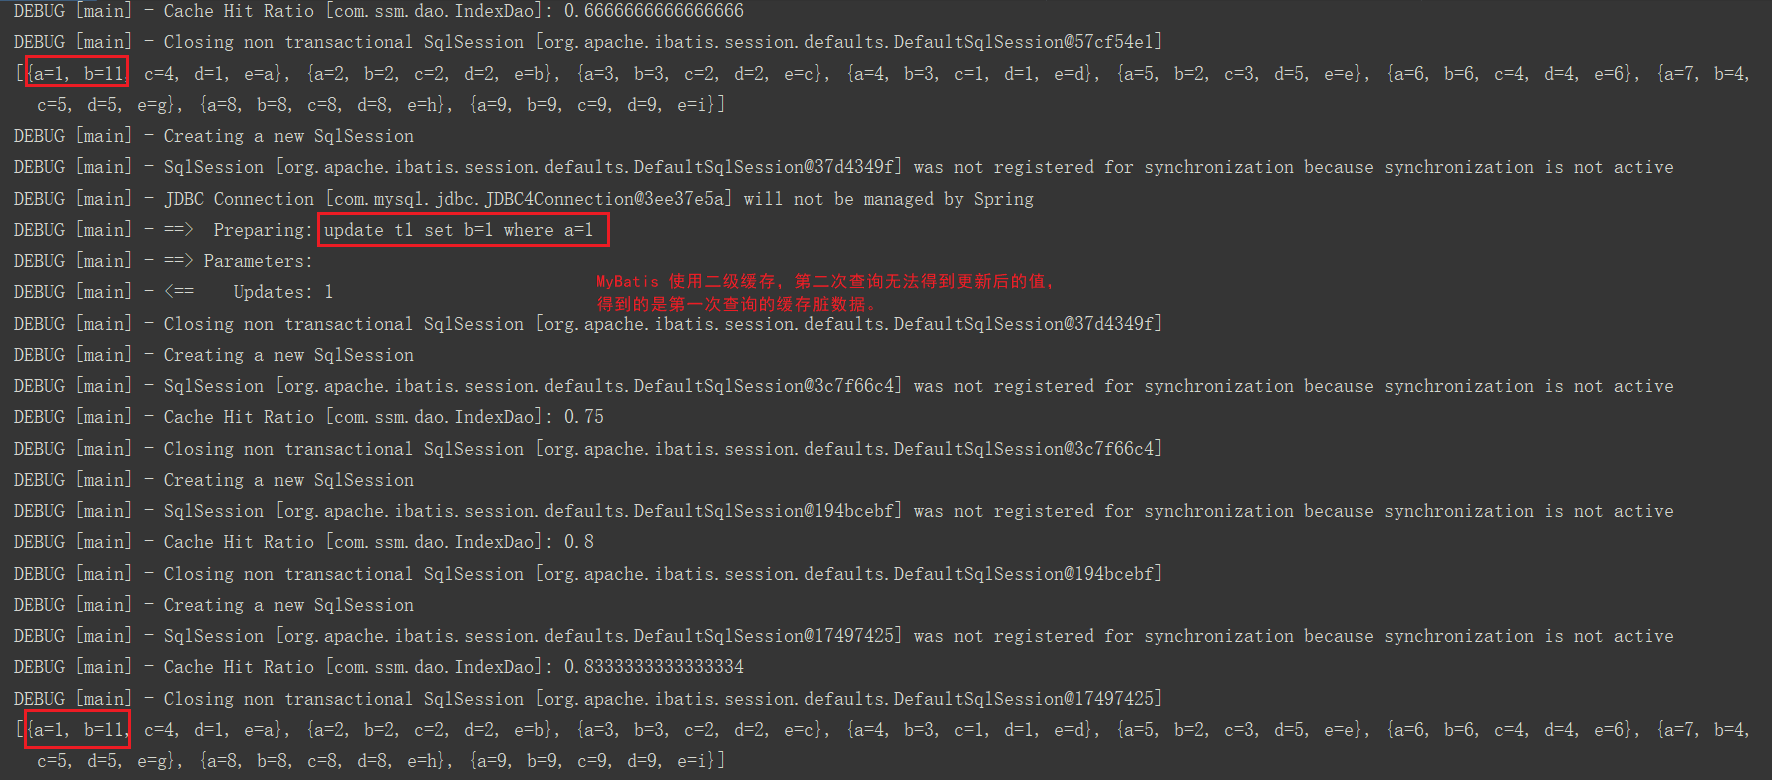 DEBUG [main] - Cache Hit Ratio [com.ssm.dao.IndexDao]: 0.6666666666666666
DEBUG [main] - Closing non transactional SqlSession [org.apache.ibatis.session.defaults.DefaultSqlSession@57cf54e1]
[{a=1, b=11, c=4, d=1, e=a}, {a=2, b=2, c=2, d=2, e=b}, {a=3, b=3, c=2, d=2, e=c}, {a=4, b=3, c=1, d=1, e=d}, {a=5, b=2, c=3, d=5, e=e}, {a=6, b=6, c=4, d=4, e=6}, {a=7, b=4,
c=5, d=5, e=g}, {a=8, b=8, c=8, d=8, e=h}, {a=9, b=9, c=9, d=9, e=i}]
DEBUG [main] - Creating a new SqlSession
DEBUG [main] - SqlSession [org.apache.ibatis.session.defaults.DefaultSqlSession@37d4349f] was not registered for synchronization because synchronization is not active
DEBUG [main] - JDBC Connection [com.mysql.jdbc.JDBC4Connection@3ee37e5a] will not be managed by Spring
DEBUG [main] - ==>  Preparing: update t1 set b=1 where a=1
DEBUG [main] - ==> Parameters:
DEBUG [main] - <==    Updates: 1
MyBatis 使用二级缓存，第二次查询无法得到更新后的值，
得到的是第一次查询的缓存脏数据。
DEBUG [main] - Closing non transactional SqlSession [org.apache.ibatis.session.defaults.DefaultSqlSession@37d4349f]
DEBUG [main] - Creating a new SqlSession
DEBUG [main] - SqlSession [org.apache.ibatis.session.defaults.DefaultSqlSession@3c7f66c4] was not registered for synchronization because synchronization is not active
DEBUG [main] - Cache Hit Ratio [com.ssm.dao.IndexDao]: 0.75
DEBUG [main] - Closing non transactional SqlSession [org.apache.ibatis.session.defaults.DefaultSqlSession@3c7f66c4]
DEBUG [main] - Creating a new SqlSession
DEBUG [main] - SqlSession [org.apache.ibatis.session.defaults.DefaultSqlSession@194bcebf] was not registered for synchronization because synchronization is not active
DEBUG [main] - Cache Hit Ratio [com.ssm.dao.IndexDao]: 0.8
DEBUG [main] - Closing non transactional SqlSession [org.apache.ibatis.session.defaults.DefaultSqlSession@194bcebf]
DEBUG [main] - Creating a new SqlSession
DEBUG [main] - SqlSession [org.apache.ibatis.session.defaults.DefaultSqlSession@17497425] was not registered for synchronization because synchronization is not active
DEBUG [main] - Cache Hit Ratio [com.ssm.dao.IndexDao]: 0.8333333333333334
DEBUG [main] - Closing non transactional SqlSession [org.apache.ibatis.session.defaults.DefaultSqlSession@17497425]
[{a=1, b=11, c=4, d=1, e=a}, {a=2, b=2, c=2, d=2, e=b}, {a=3, b=3, c=2, d=2, e=c}, {a=4, b=3, c=1, d=1, e=d}, {a=5, b=2, c=3, d=5, e=e}, {a=6, b=6, c=4, d=4, e=6}, {a=7, b=4,
c=5, d=5, e=g}, {a=8, b=8, c=8, d=8, e=h}, {a=9, b=9, c=9, d=9, e=i}]